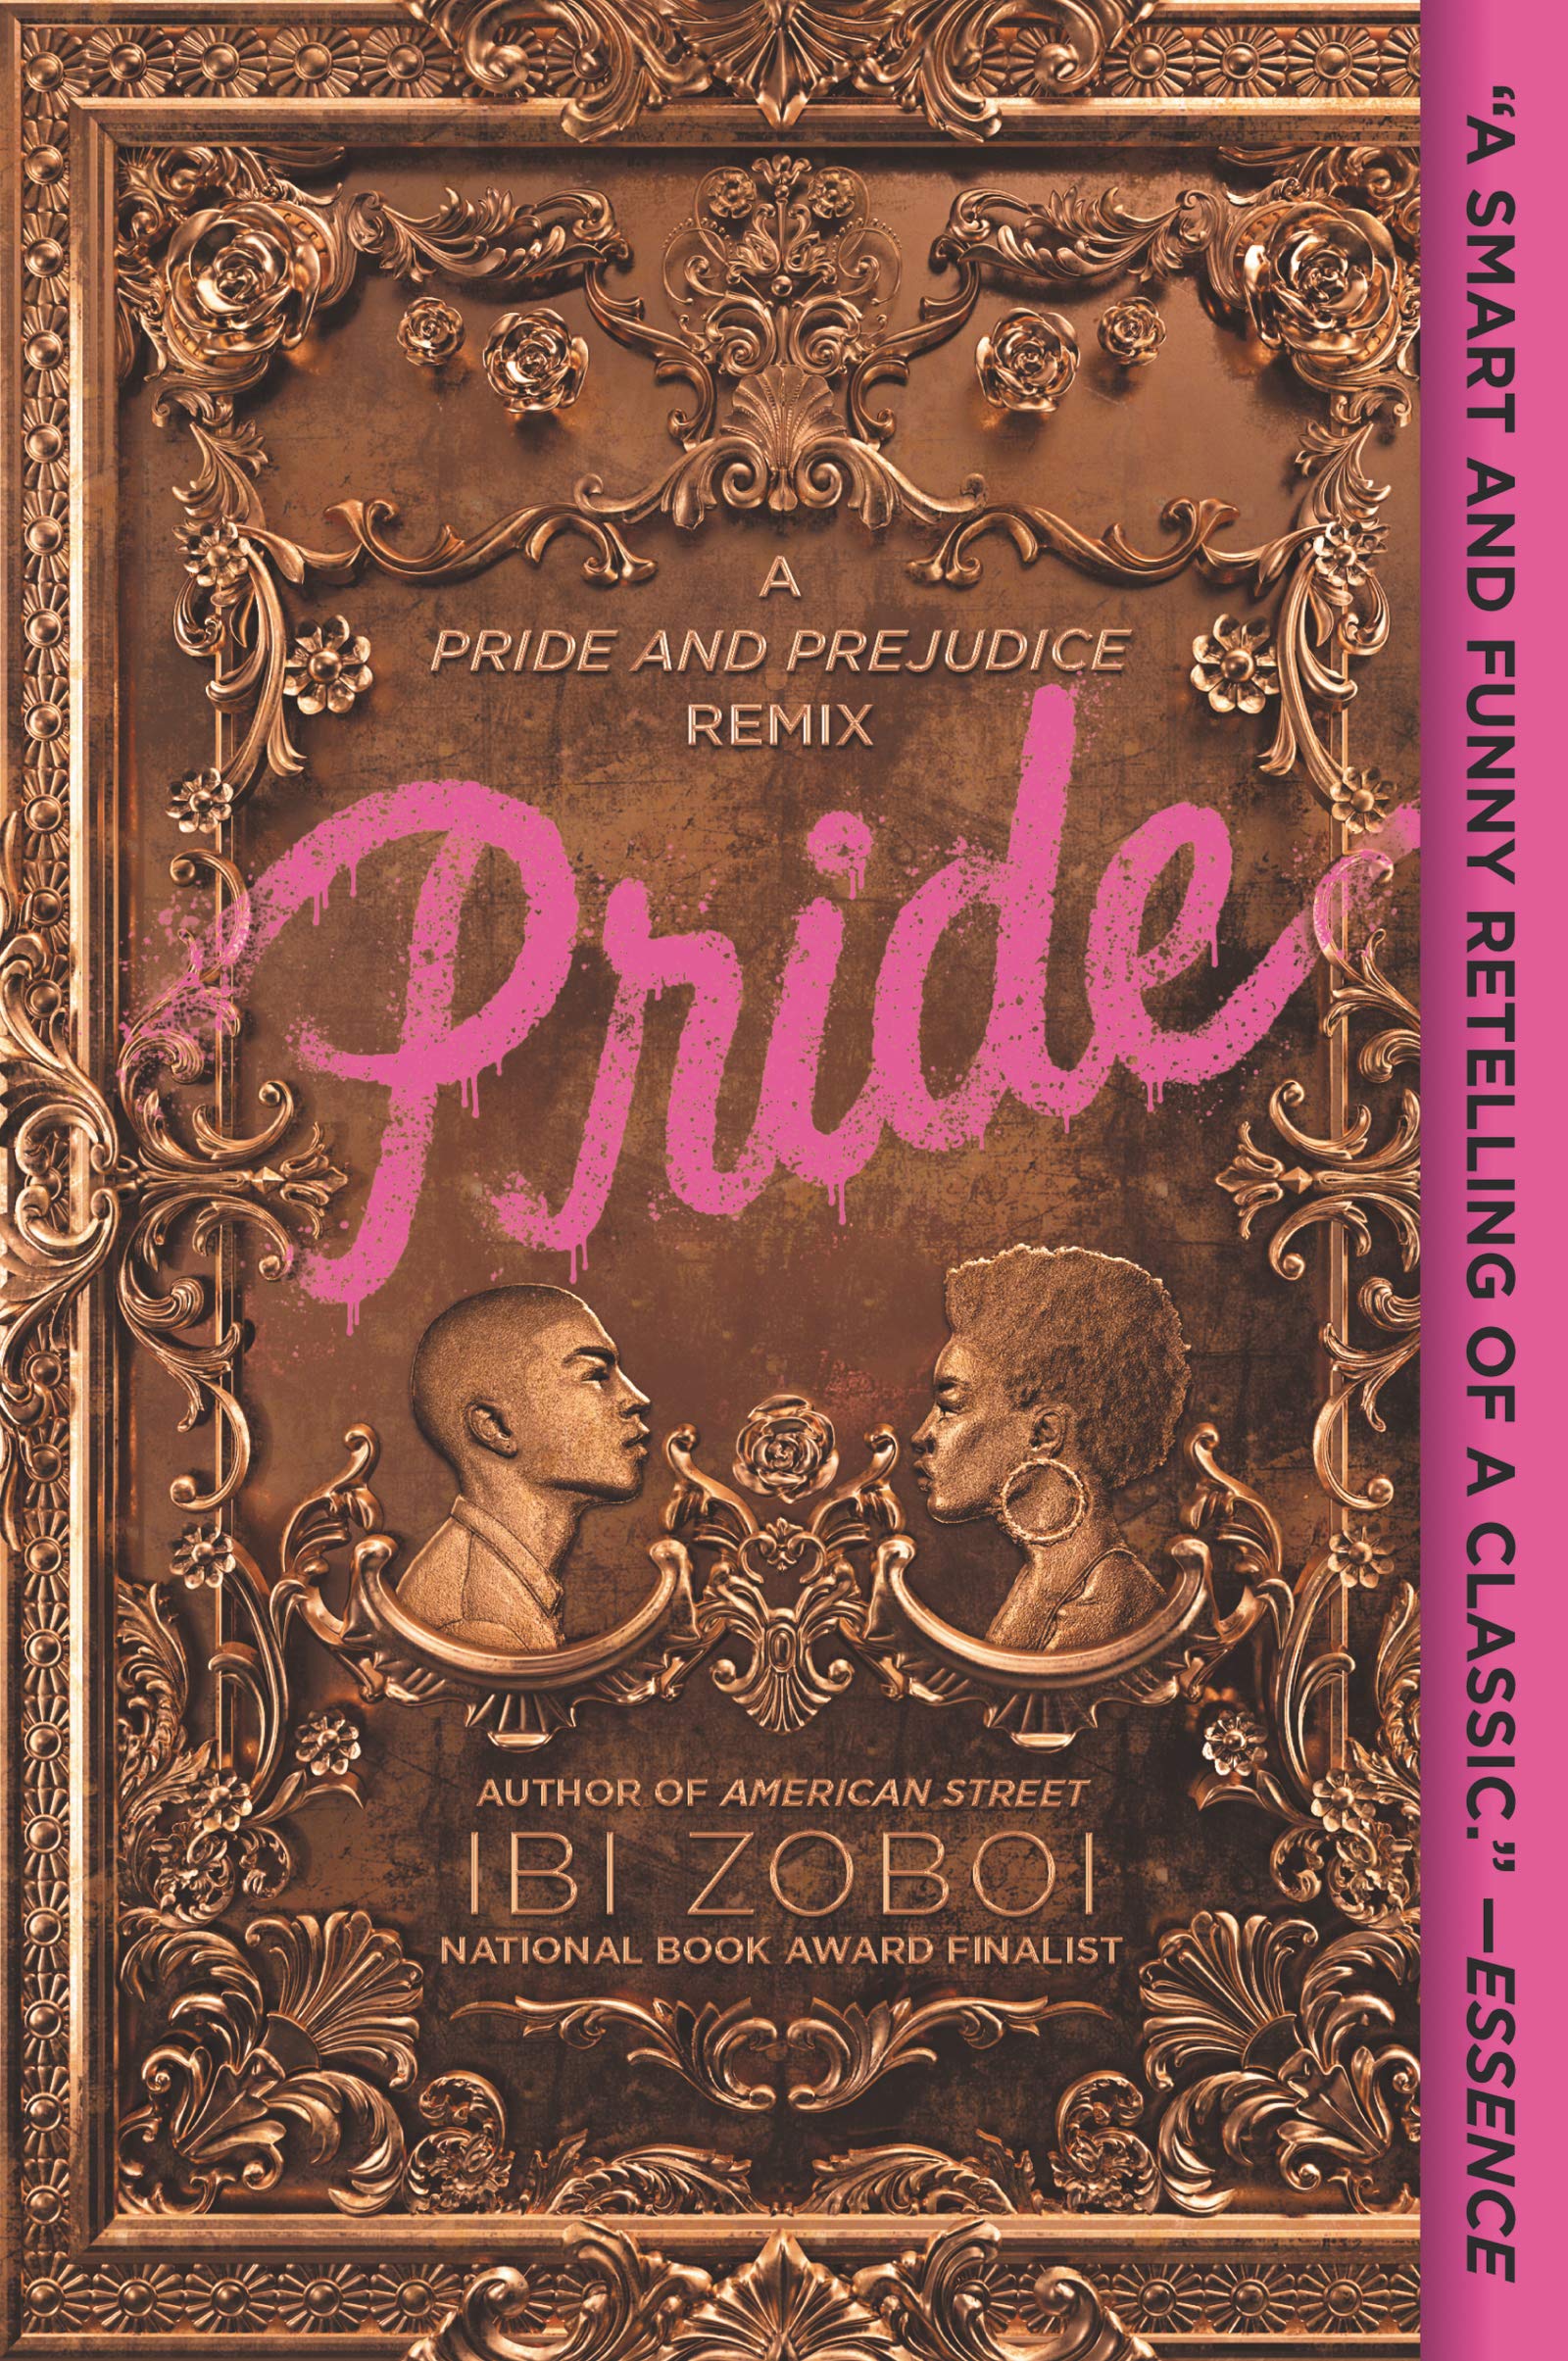 A
PRIDE AND PREJUDICE
REMIX
Pride
AUTHOR OF AMERICAN STREET
IBI ZOBOI
NATIONAL BOOK AWARD FINALIST
“A SMART AND FUNNY RETELLING OF A CLASSIC.” —ESSENCE